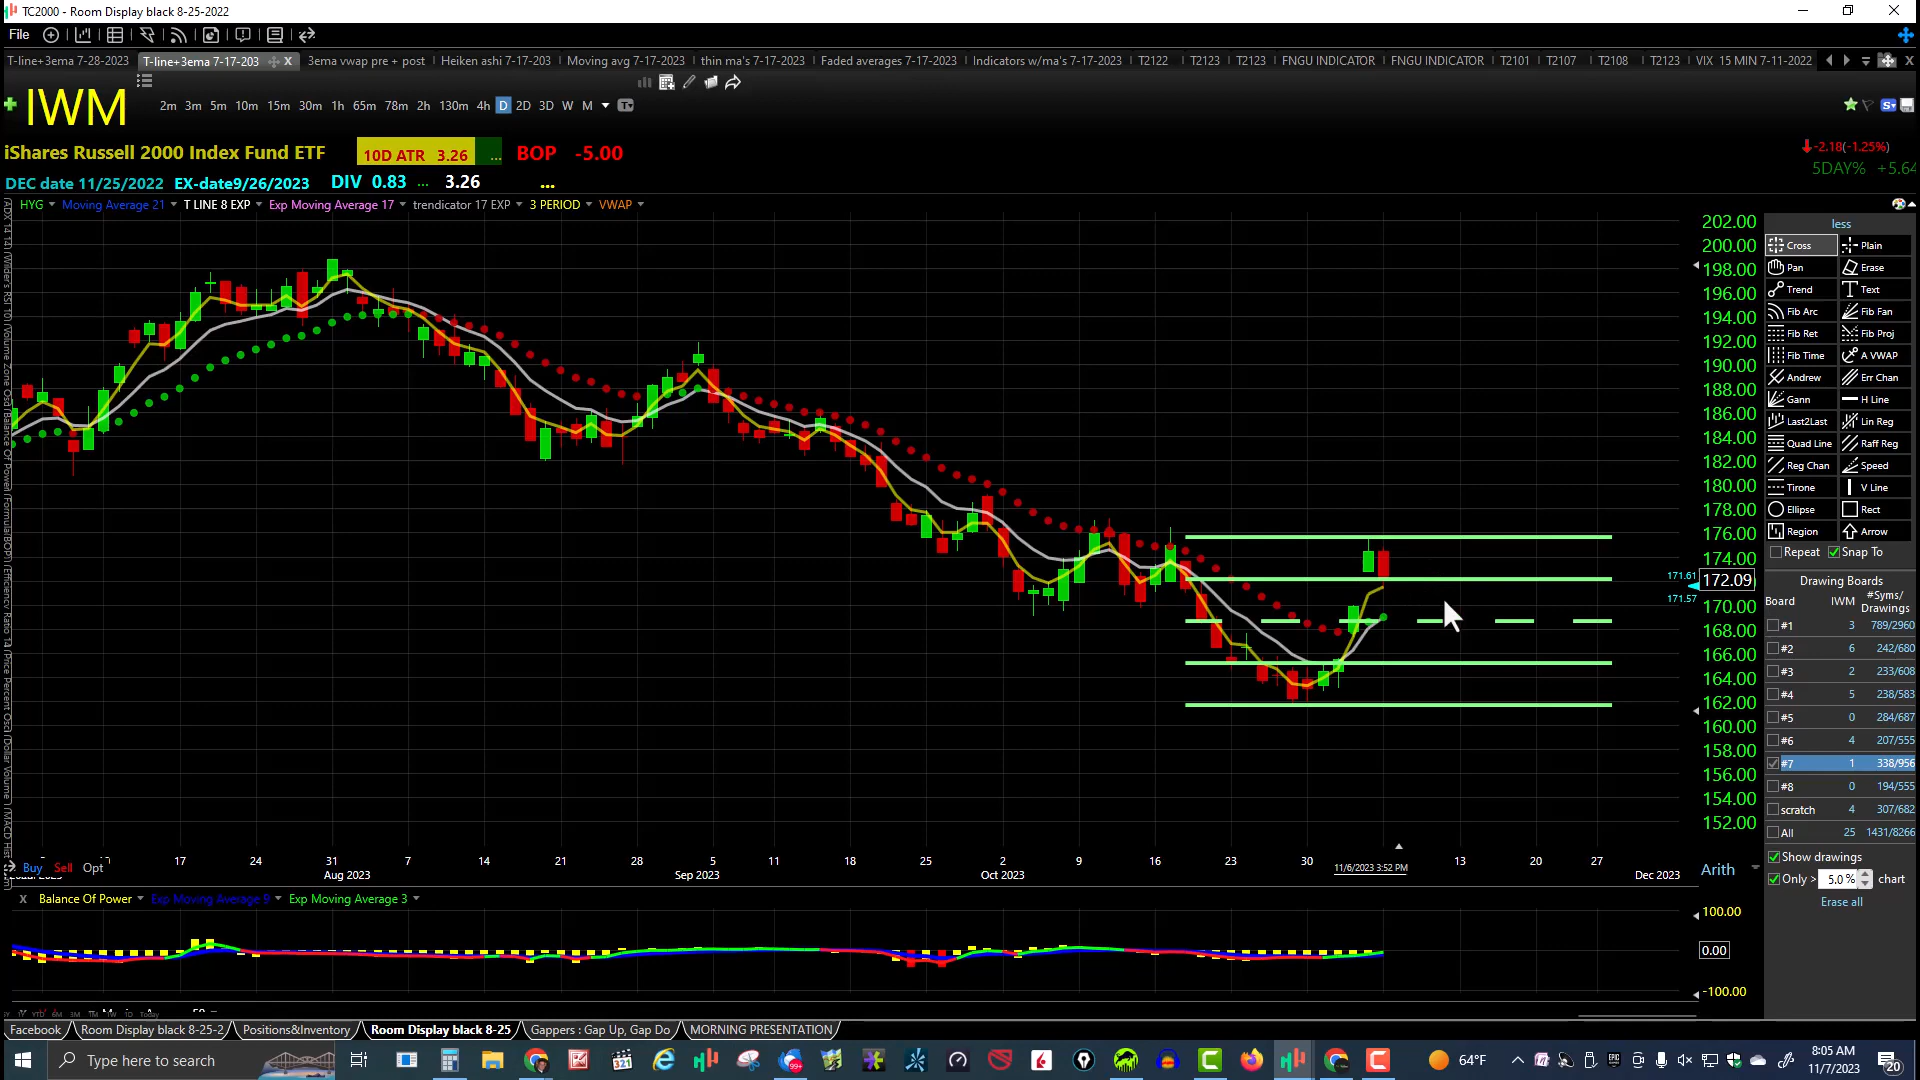 TC2000 - Room Display black 8-25-2022
File
T-line+3ema 7-28-2023 T-line+3ema 7-17-203 X 3ema vwap pre + post Heiken ashi 7-17-203 Moving avg 7-17-2023 thin ma's 7-17-2023 Faded averages 7-17-2023 Indicators w/ma's 7-17-2023 T2122 T2123 T2123 FNGU INDICATOR FNGU INDICATOR T2101 T2107 T2108 T2123 VIX 15 MIN 7-11-2022
IWM
2m 3m 5m 10m 15m 30m 1h 65m 78m 2h 130m 4h D 2D 3D W M
iShares Russell 2000 Index Fund ETF 10D ATR 3.26 ... BOP -5.00
-2.18(-1.25%)
5DAY% +5.64
DEC date 11/25/2022 EX-date9/26/2023 DIV 0.83 ... 3.26 ...
HYG Moving Average 21 T LINE 8 EXP Exp Moving Average 17 trendicator 17 EXP 3 PERIOD VWAP
202.00
200.00
198.00
196.00
194.00
192.00
190.00
188.00
186.00
184.00
182.00
180.00
178.00
176.00
174.00
171.61 172.09
171.57
170.00
168.00
166.00
164.00
162.00
160.00
158.00
156.00
154.00
152.00
less
Cross Plain
Pan Erase
Trend Text
Fib Arc Fib Fan
Fib Ret Fib Proj
Fib Time A VWAP
Andrew Err Chan
Gann H Line
Last2Last Lin Reg
Quad Line Raff Reg
Reg Chan Speed
Tirone V Line
Ellipse Rect
Region Arrow
Repeat Snap To
Drawing Boards
Board IWM #Syms/ Drawings
#1 3 789/2960
#2 6 242/680
#3 2 233/608
#4 5 238/583
#5 0 284/687
#6 4 207/555
#7 1 338/956
#8 0 194/555
scratch 4 307/682
All 25 1431/8266
Show drawings
Only > 5.0 % chart
Erase all
17 24 31 7 14 21 28 5 11 18 25 2 9 16 23 30 11/6/2023 3:52 PM 13 20 27
Buy Sell Opt
Aug 2023 Sep 2023 Oct 2023 Dec 2023
Arith
X Balance Of Power Exp Moving Average 9 Exp Moving Average 3
100.00
0.00
-100.00
Facebook Room Display black 8-25-2 Positions&Inventory Room Display black 8-25 Gappers : Gap Up, Gap Do MORNING PRESENTATION
Type here to search
64°F
8:05 AM
11/7/2023
20